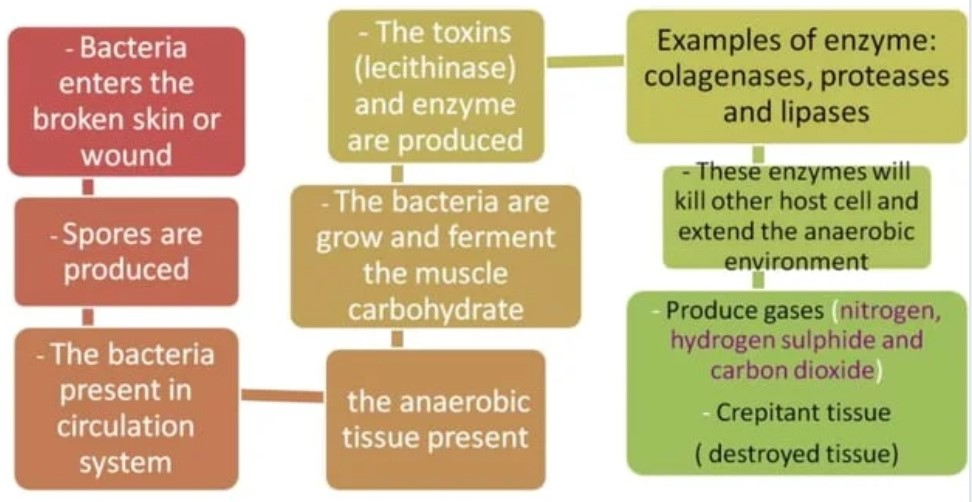 - Bacteria
enters the
broken skin or
wound
- Spores are
produced
- The bacteria
present in
circulation
system
the anaerobic
tissue present
- The bacteria are
grow and ferment
the muscle
carbohydrate
- The toxins
(lecithinase)
and enzyme
are produced
Examples of enzyme:
colagenases, proteases
and lipases
- These enzymes will
kill other host cell and
extend the anaerobic
environment
- Produce gases (nitrogen,
hydrogen sulphide and
carbon dioxide)
- Crepitant tissue
( destroyed tissue)